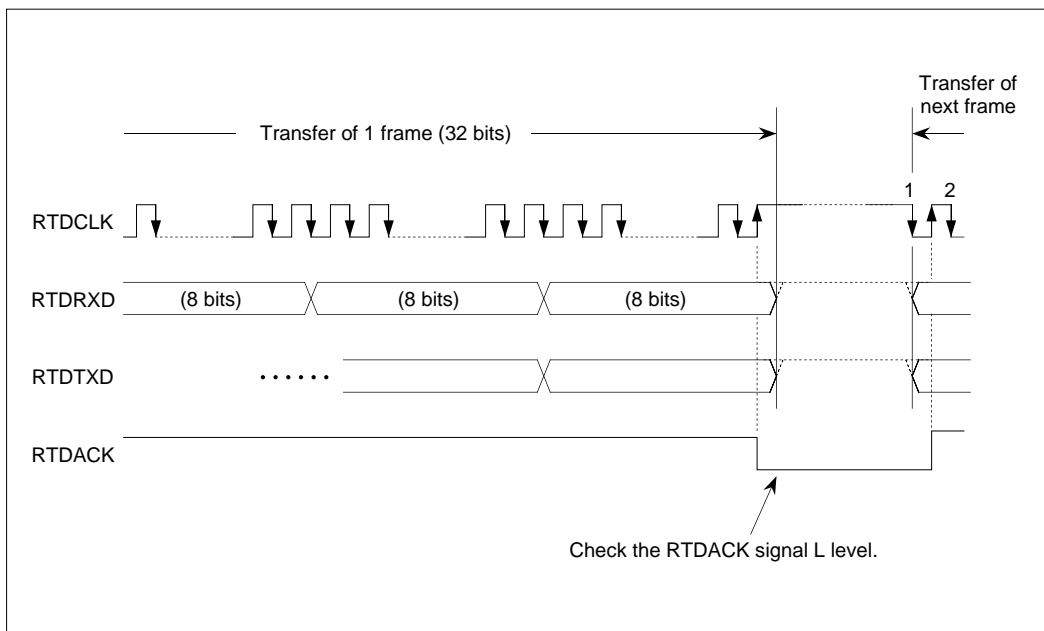 Transfer of
next frame
Transfer of 1 frame (32 bits)
1 2
RTDCLK
RTDRXD (8 bits) (8 bits) (8 bits)
RTDTXD ......
RTDACK
Check the RTDACK signal L level.